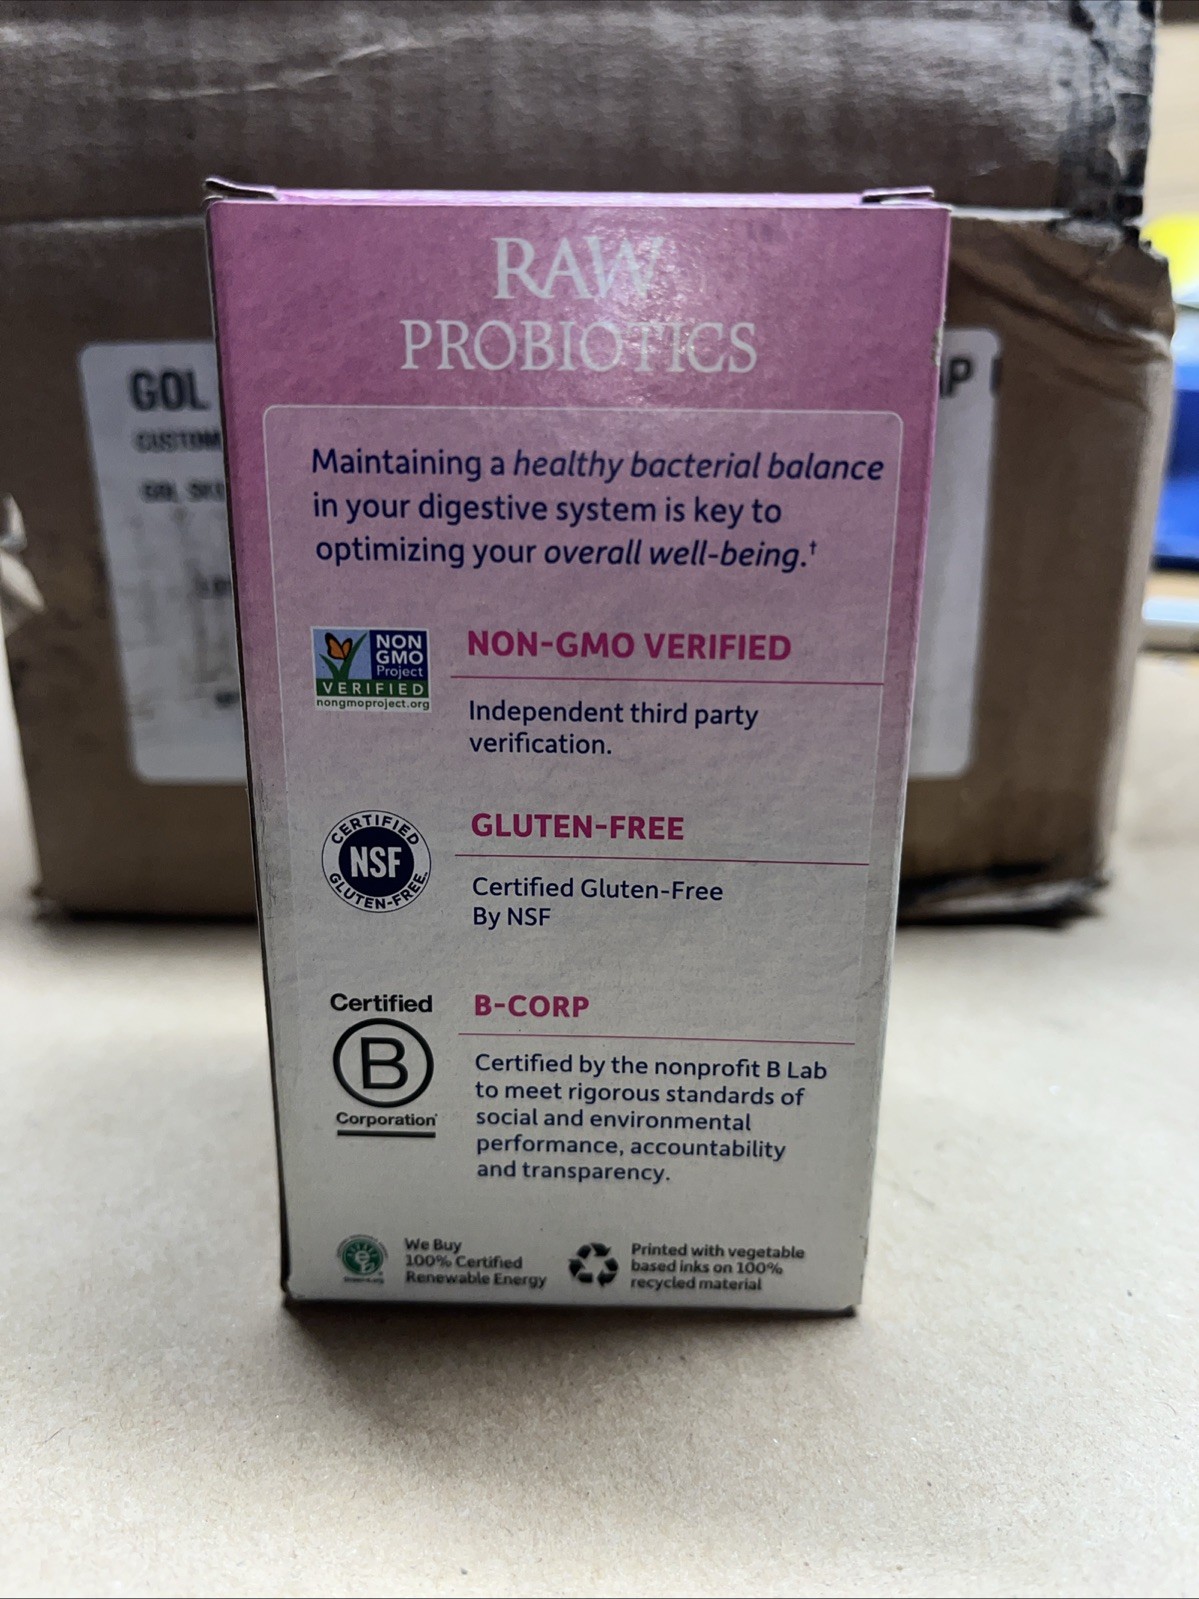 RAW
PROBIOTICS
Maintaining a healthy bacterial balance
in your digestive system is key to
optimizing your overall well-being.†
NON
GMO
Project
VERIFIED
nongmoproject.org
NON-GMO VERIFIED
Independent third party
verification.
CERTIFIED
NSF
GLUTEN-FREE
GLUTEN-FREE
Certified Gluten-Free
By NSF
Certified
B
Corporation
B-CORP
Certified by the nonprofit B Lab
to meet rigorous standards of
social and environmental
performance, accountability
and transparency.
We Buy
100% Certified
Renewable Energy
Printed with vegetable
based inks on 100%
recycled material
GOL
CUSTOM
GOL SKU
AP